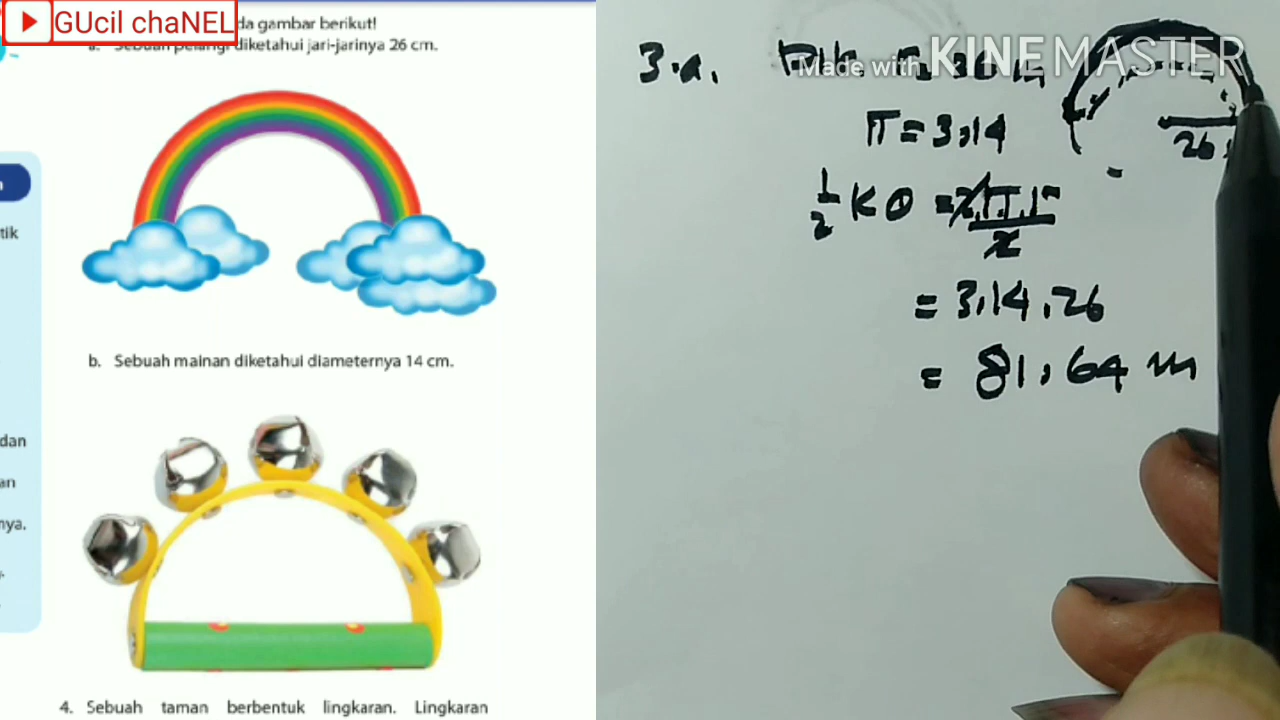 GUcil chaNEL
da gambar berikut!
a. Sebuah pelangi diketahui jari-jarinya 26 cm.
tik
b. Sebuah mainan diketahui diameternya 14 cm.
dan
an
nya.
4. Sebuah taman berbentuk lingkaran. Lingkaran
Made with KINEMASTER
3.a.
π = 3,14
26
½ K O = 2.π.r
2
= 3,14 . 26
= 81,64 m